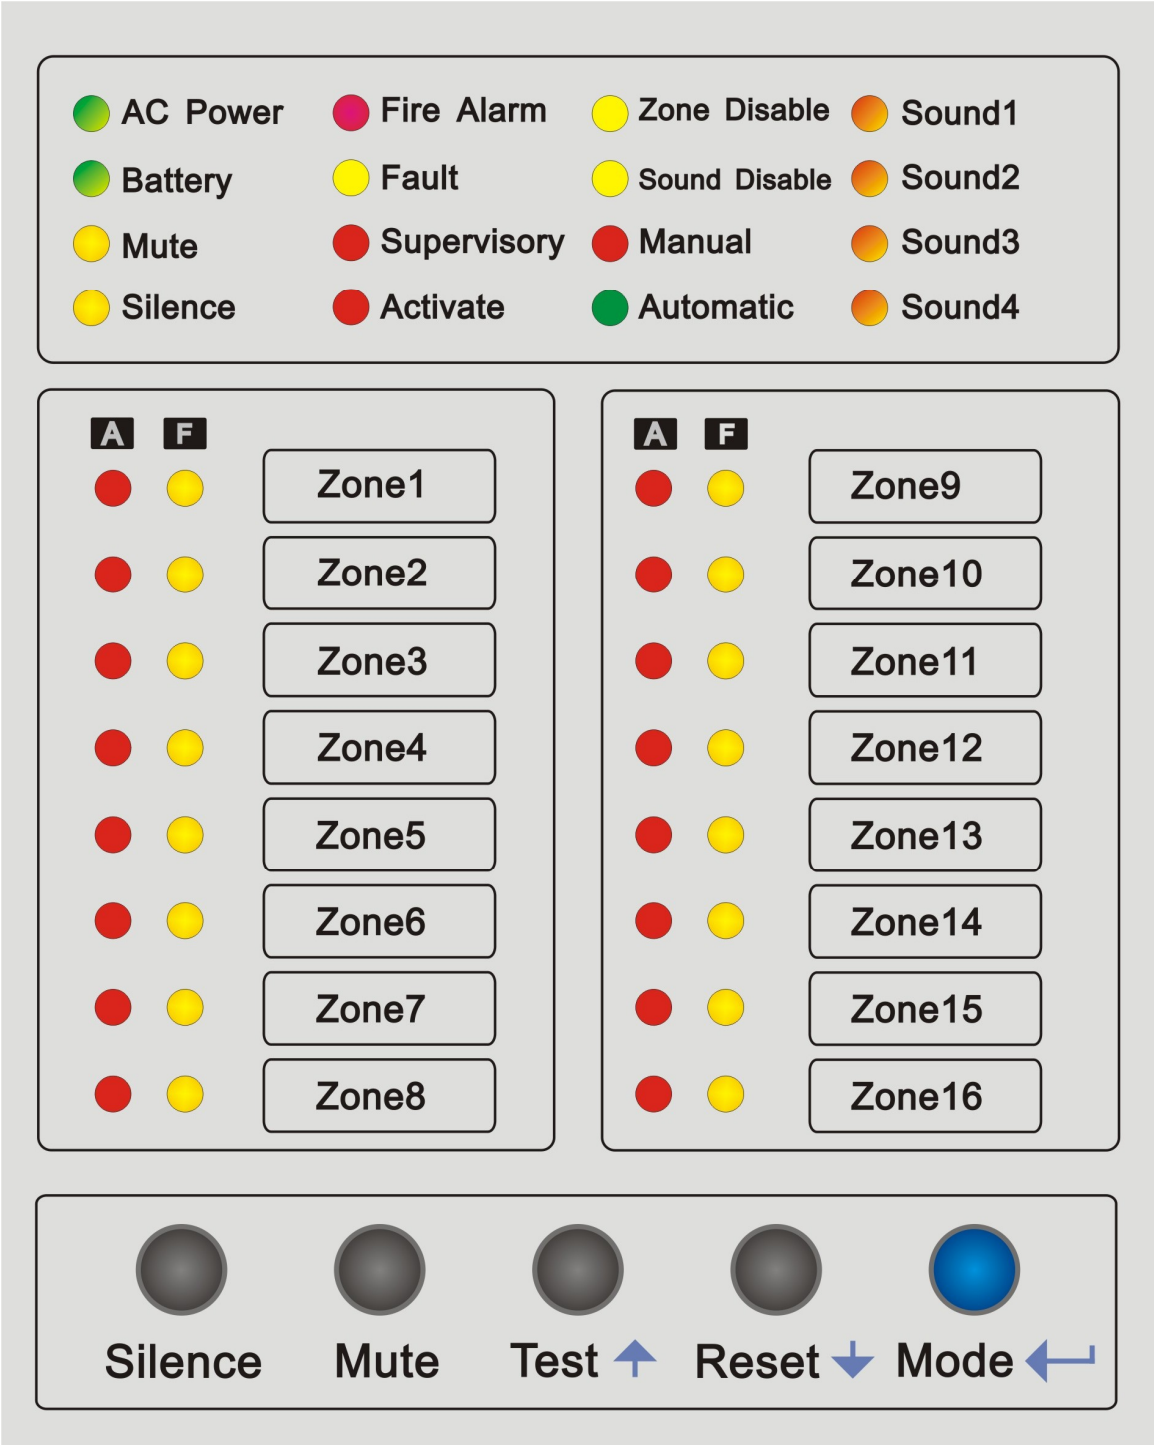 AC Power Fire Alarm Zone Disable Sound1
Battery Fault Sound Disable Sound2
Mute Supervisory Manual Sound3
Silence Activate Automatic Sound4
A F
Zone1
Zone2
Zone3
Zone4
Zone5
Zone6
Zone7
Zone8
A F
Zone9
Zone10
Zone11
Zone12
Zone13
Zone14
Zone15
Zone16
Silence Mute Test Reset Mode